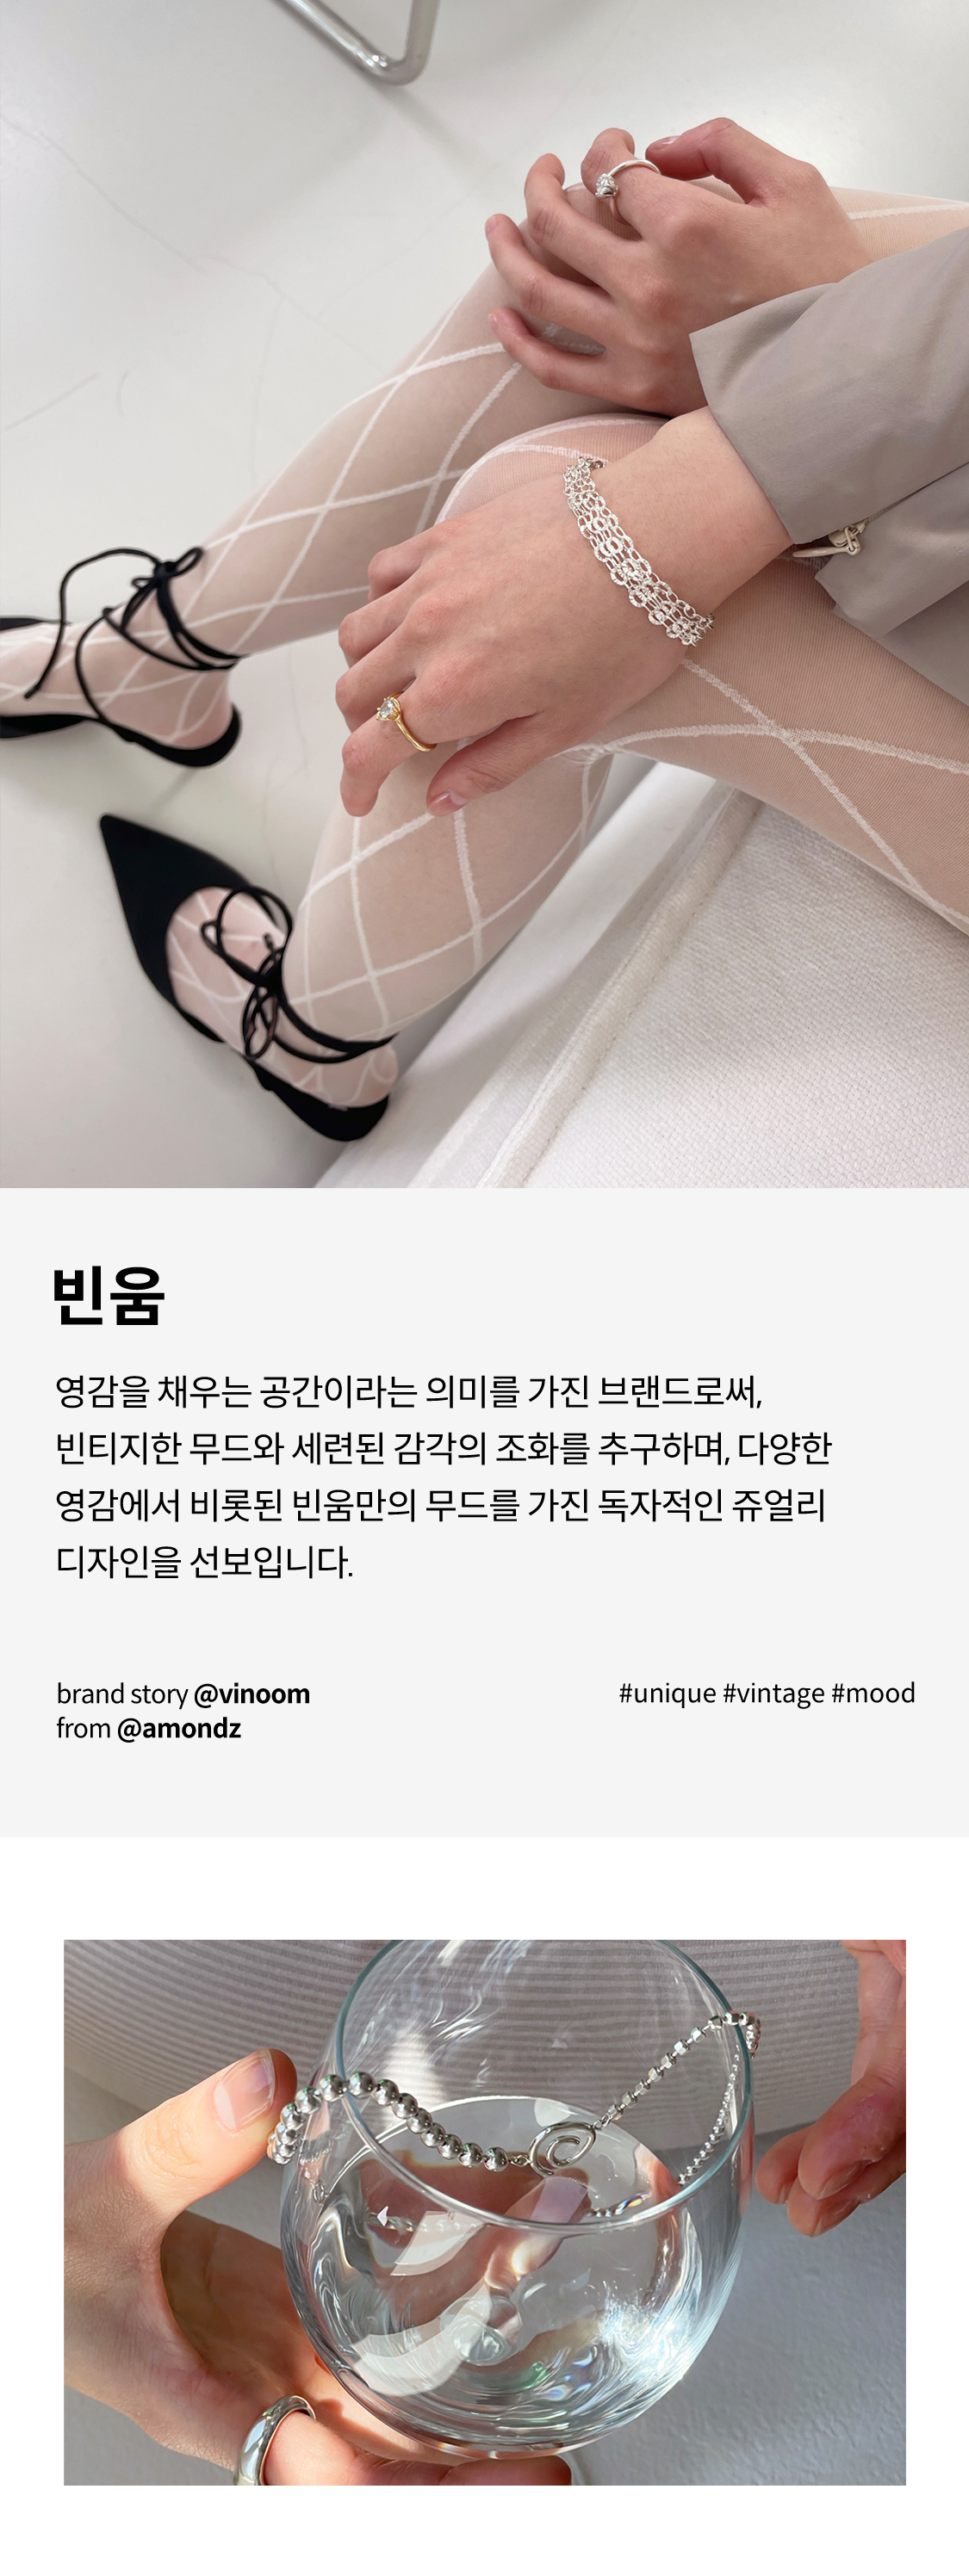 빈움
영감을 채우는 공간이라는 의미를 가진 브랜드로써,
빈티지한 무드와 세련된 감각의 조화를 추구하며, 다양한
영감에서 비롯된 빈움만의 무드를 가진 독자적인 쥬얼리
디자인을 선보입니다.
brand story @vinoom
from @amondz
#unique #vintage #mood